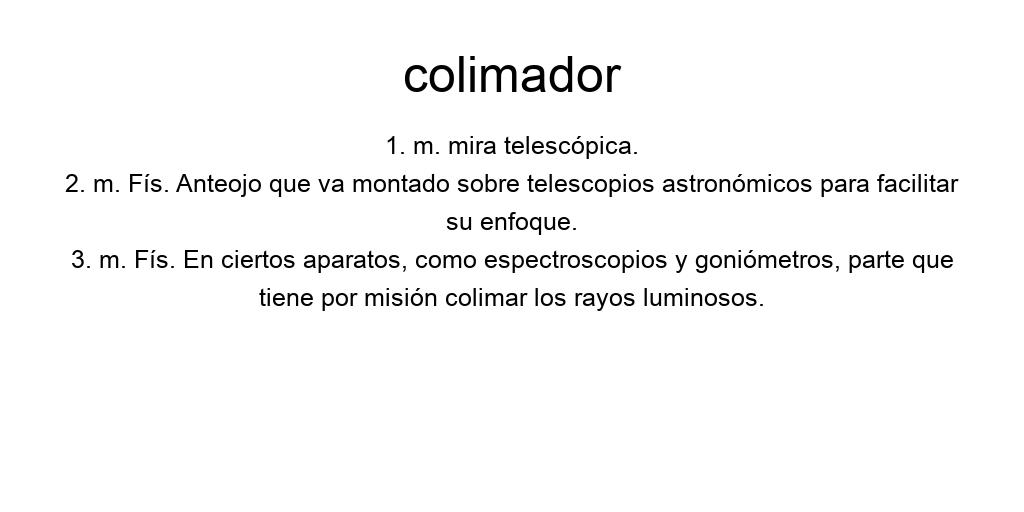 colimador
1. m. mira telescópica.
2. m. Fís. Anteojo que va montado sobre telescopios astronómicos para facilitar
su enfoque.
3. m. Fís. En ciertos aparatos, como espectroscopios y goniómetros, parte que
tiene por misión colimar los rayos luminosos.